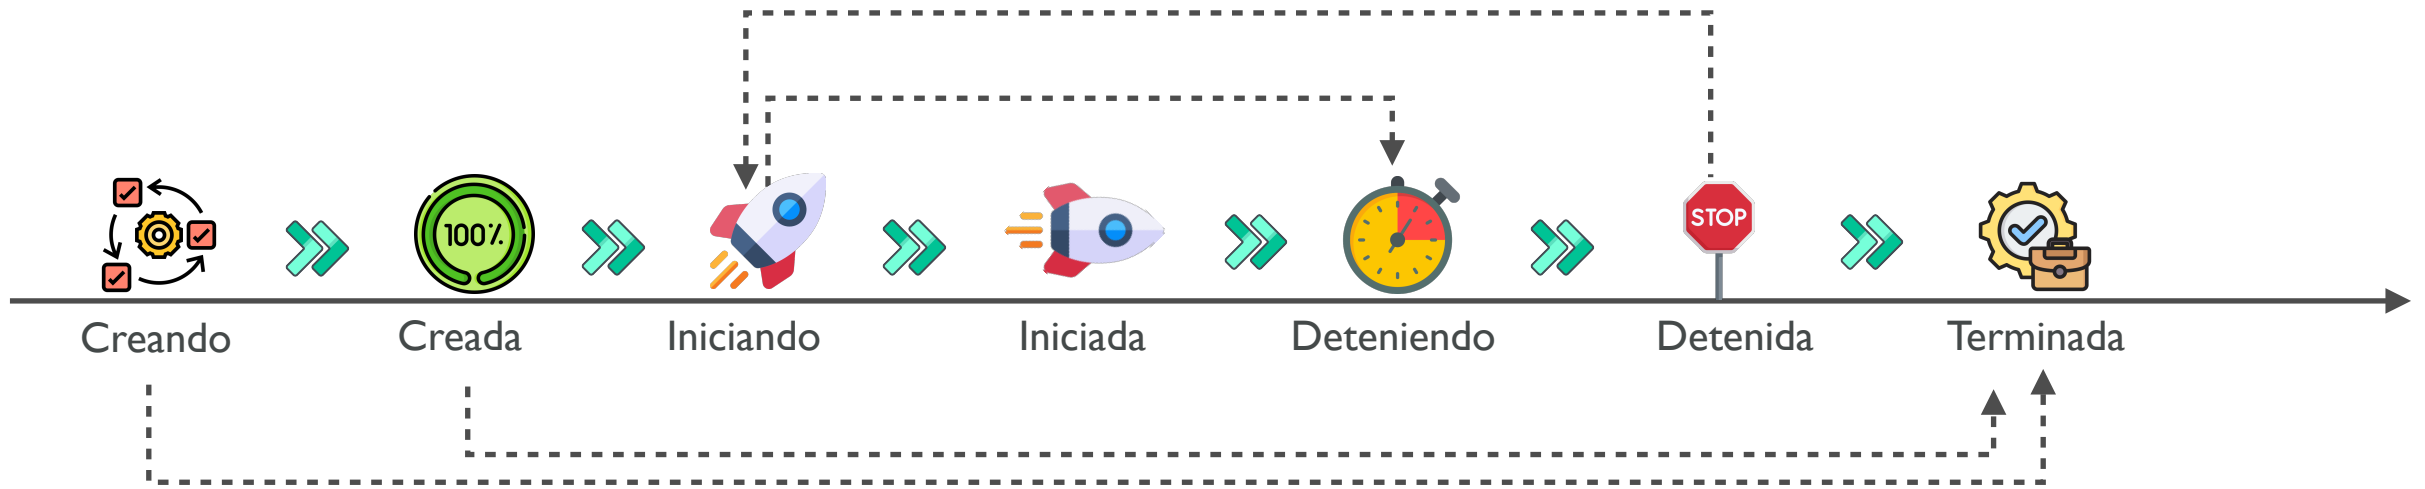 100%
STOP
Creando
Creada
Iniciando
Iniciada
Deteniendo
Detenida
Terminada